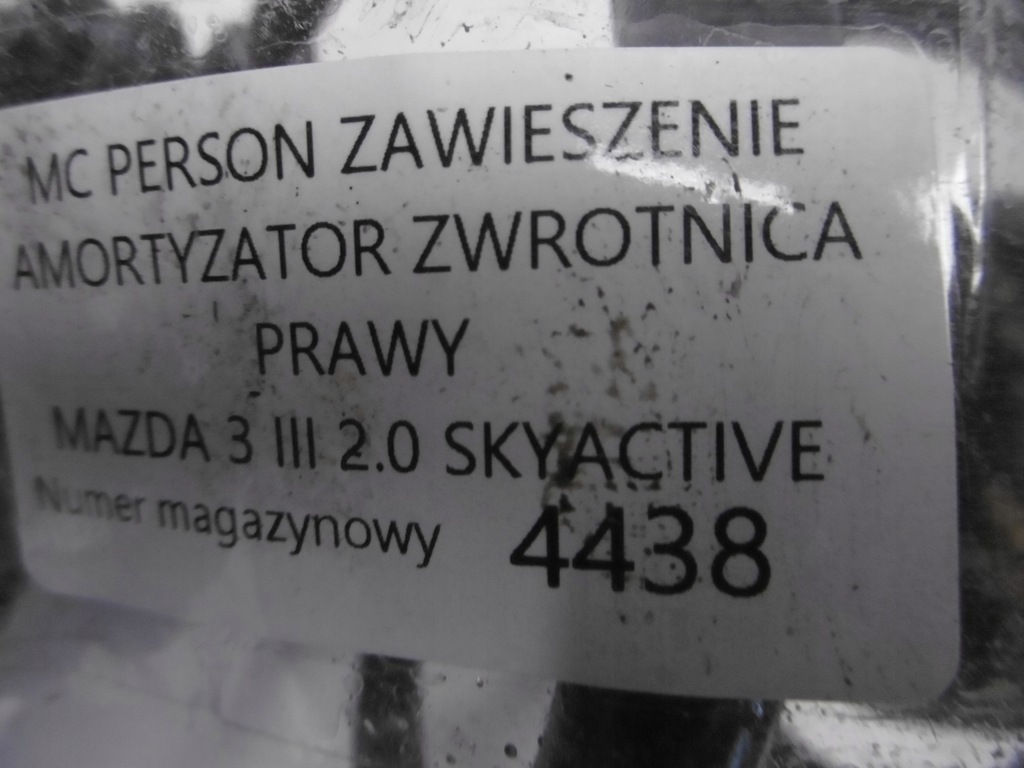 MC PERSON ZAWIESZENIE
AMORTYZATOR ZWROTNICA
PRAWY
MAZDA 3 III 2.0 SKYACTIVE
Numer magazynowy 4438